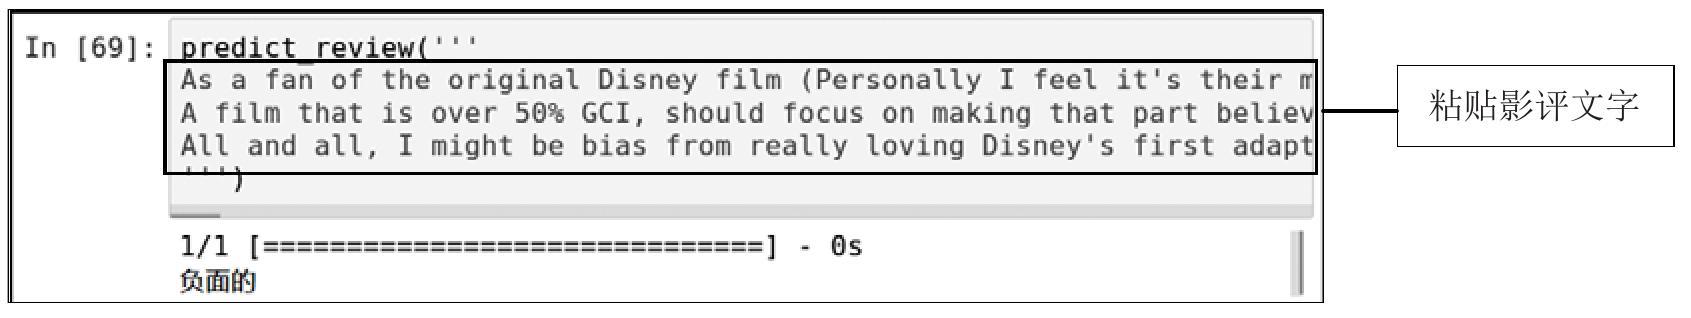 In [69]: predict_review('''
As a fan of the original Disney film (Personally I feel it's their m
A film that is over 50% GCI, should focus on making that part believ
All and all, I might be bias from really loving Disney's first adapt
''')
粘贴影评文字
1/1 [==============================] - 0s
负面的